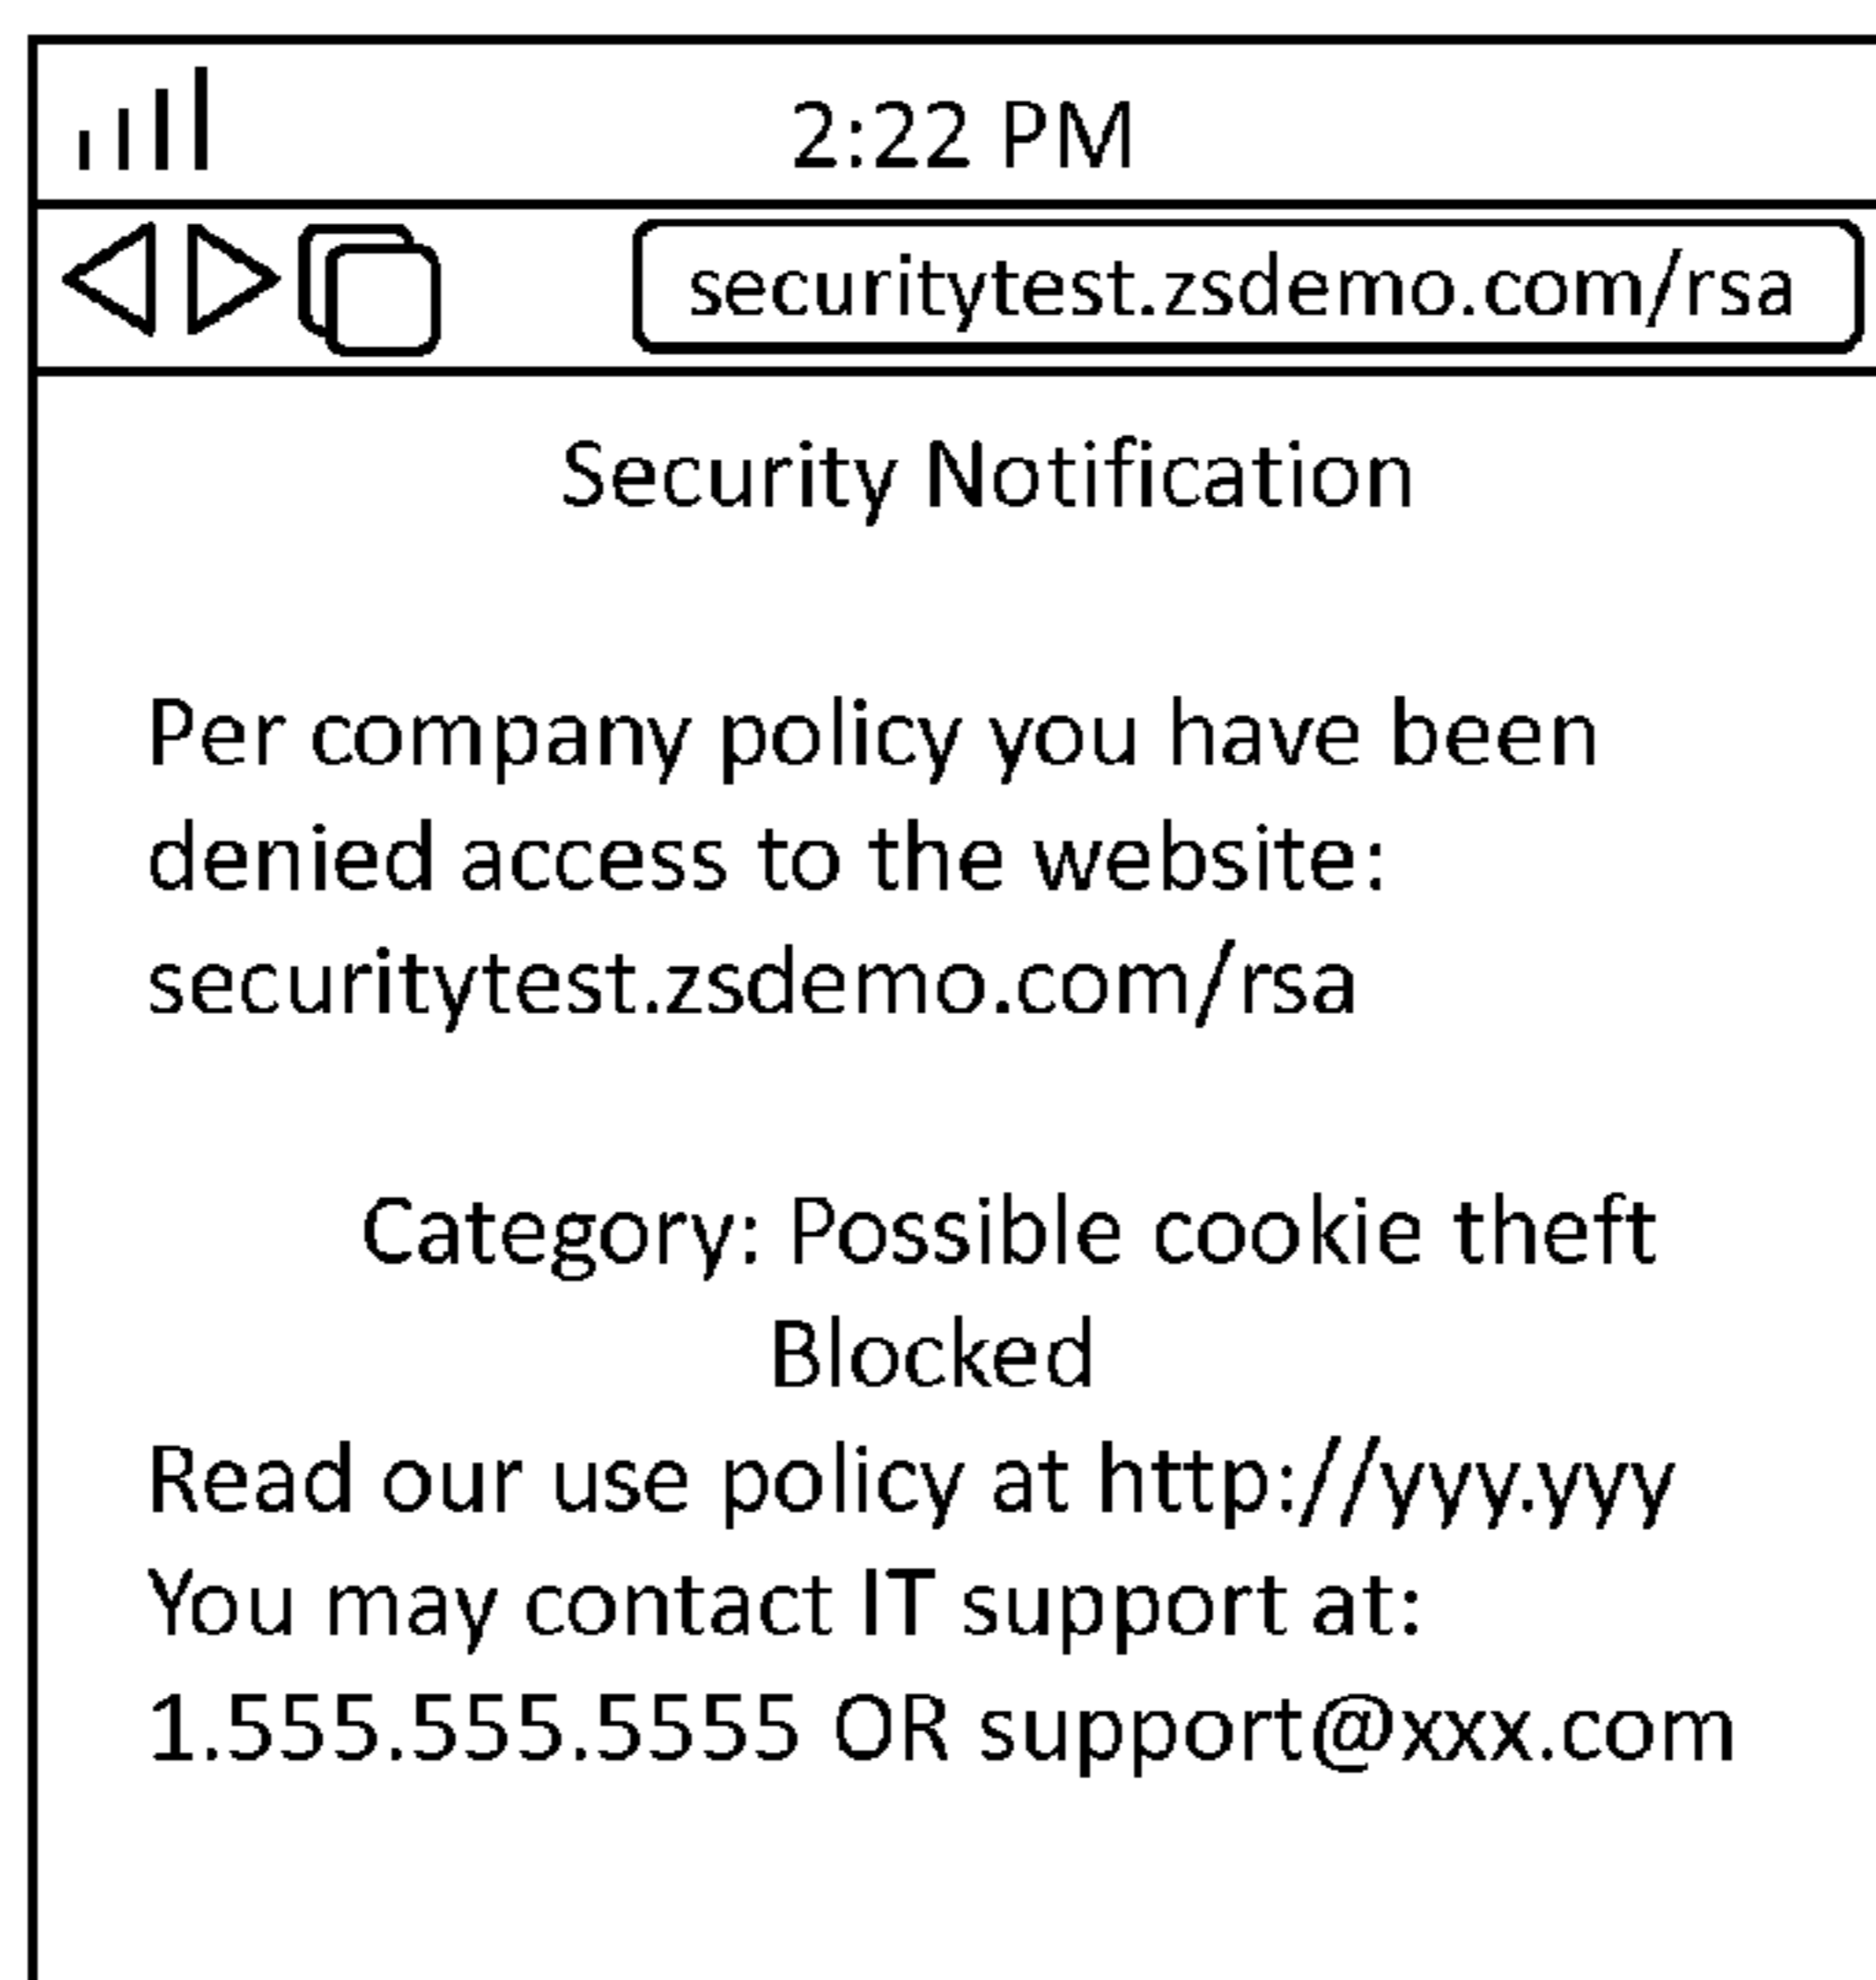 2:22 PM
securitytest.zsdemo.com/rsa
Security Notification
Per company policy you have been
denied access to the website:
securitytest.zsdemo.com/rsa
Category: Possible cookie theft
Blocked
Read our use policy at http://yyy.yyy
You may contact IT support at:
1.555.555.5555 OR support@xxx.com